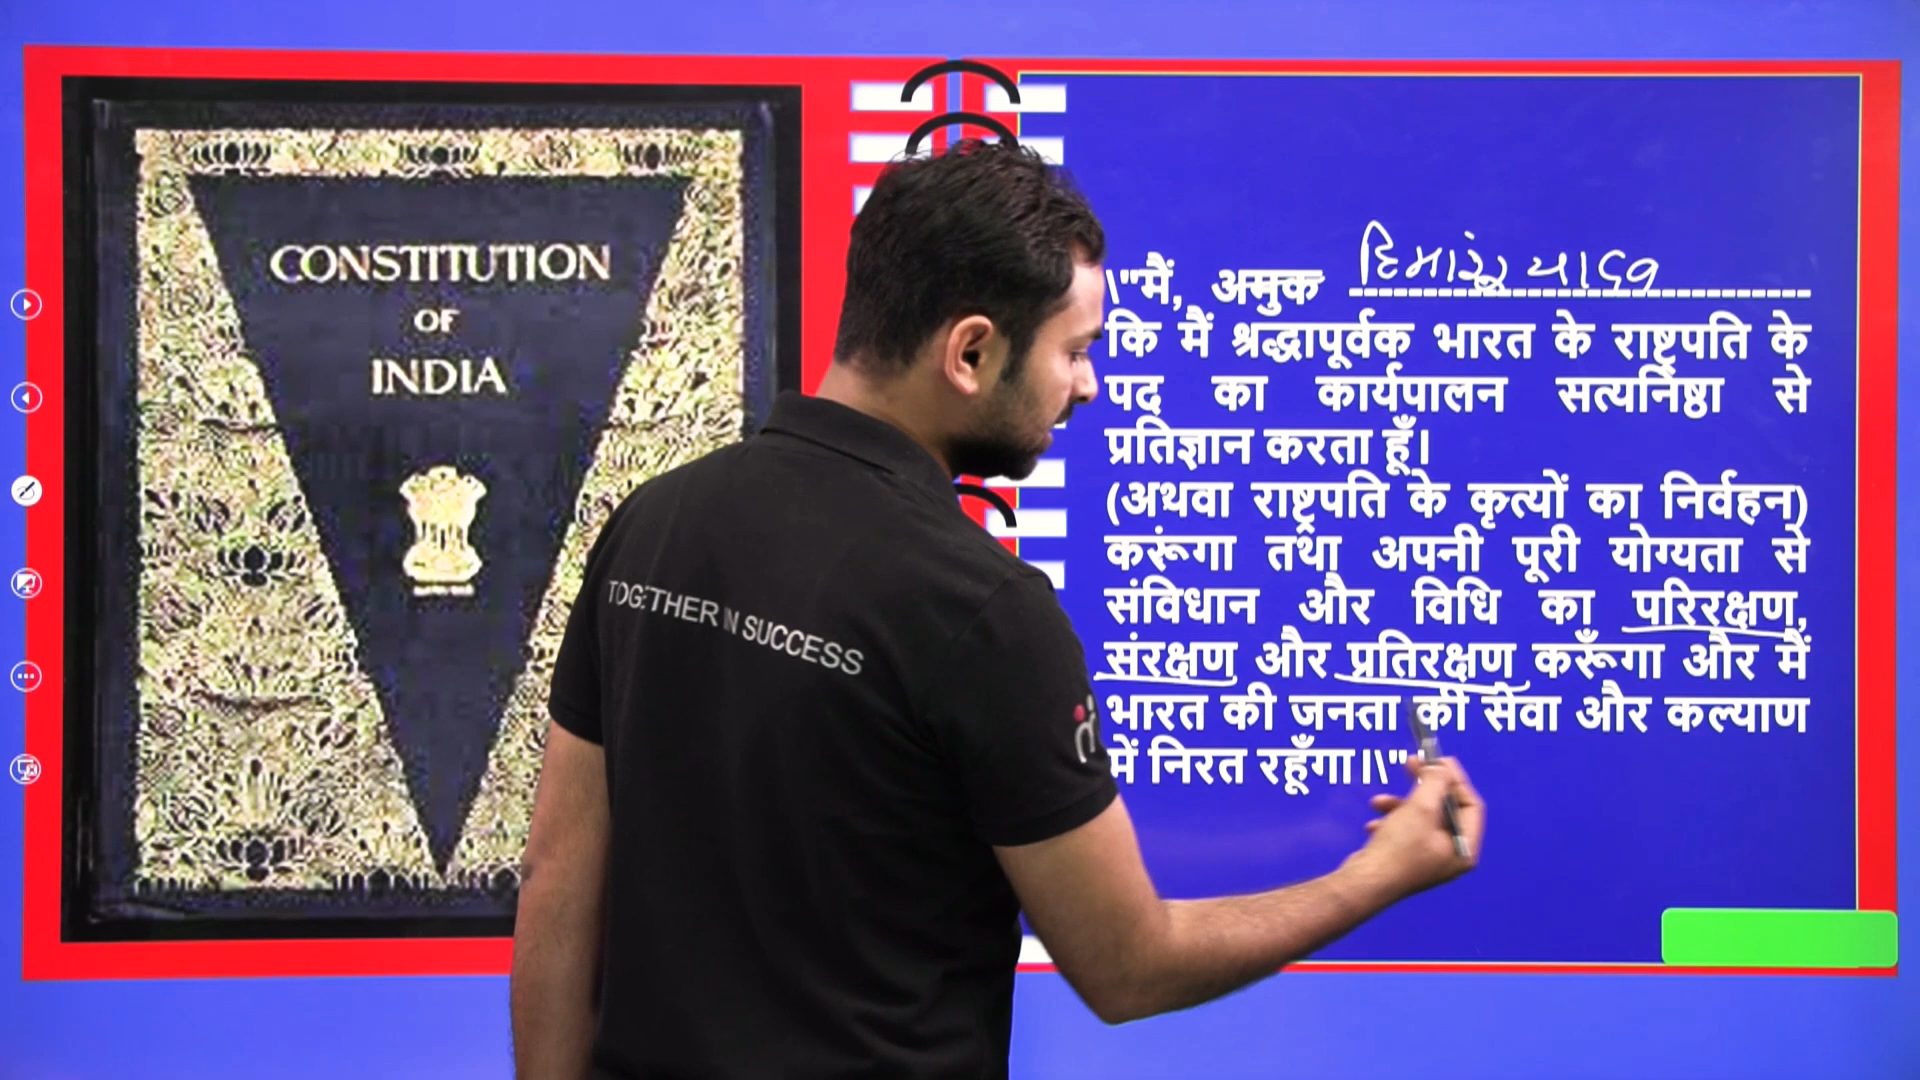 CONSTITUTION
OF
INDIA
हिमांशु यादव
\"मैं, अमुक ------------------------------
कि मैं श्रद्धापूर्वक भारत के राष्ट्रपति के
पद का कार्यपालन सत्यनिष्ठा से
प्रतिज्ञान करता हूँ।
(अथवा राष्ट्रपति के कृत्यों का निर्वहन)
करूंगा तथा अपनी पूरी योग्यता से
संविधान और विधि का परिरक्षण,
संरक्षण और प्रतिरक्षण करूँगा और मैं
भारत की जनता की सेवा और कल्याण
में निरत रहूँगा।\"
TOGETHER IN SUCCESS